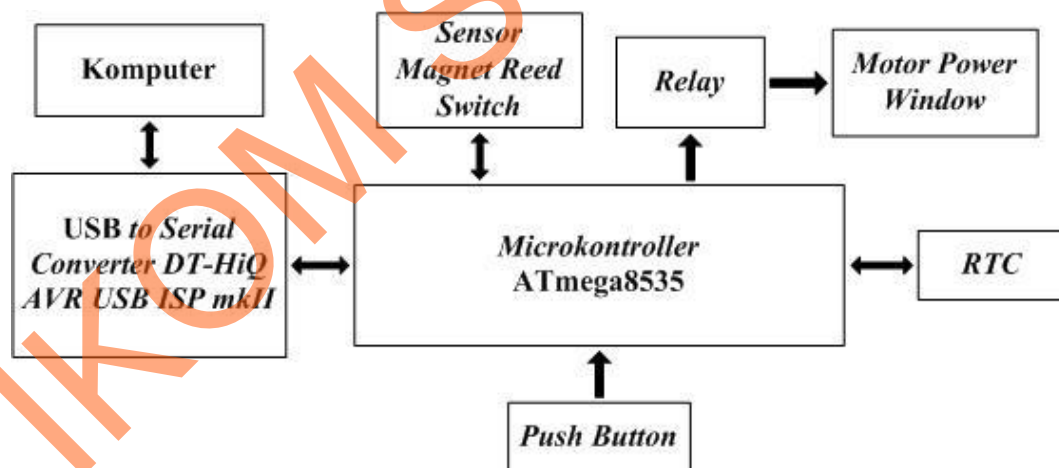 Komputer
Sensor
Magnet Reed
Switch
Relay
Motor Power
Window
USB to Serial
Converter DT-HiQ
AVR USB ISP mkII
Microkontroller
ATmega8535
RTC
Push Button
IKOM S